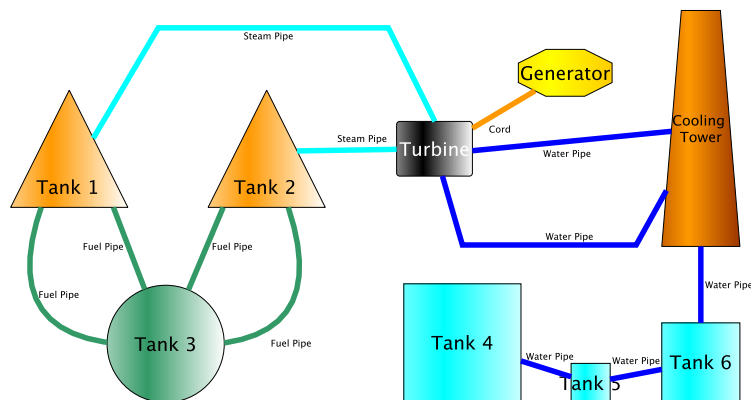 Steam Pipe
Generator
Cooling
Tower
Cord
Steam Pipe
Turbine
Water Pipe
Tank 1
Tank 2
Fuel Pipe
Fuel Pipe
Water Pipe
Fuel Pipe
Water Pipe
Fuel Pipe
Tank 3
Tank 4
Water Pipe
Water Pipe
Tank 6
Tank 5